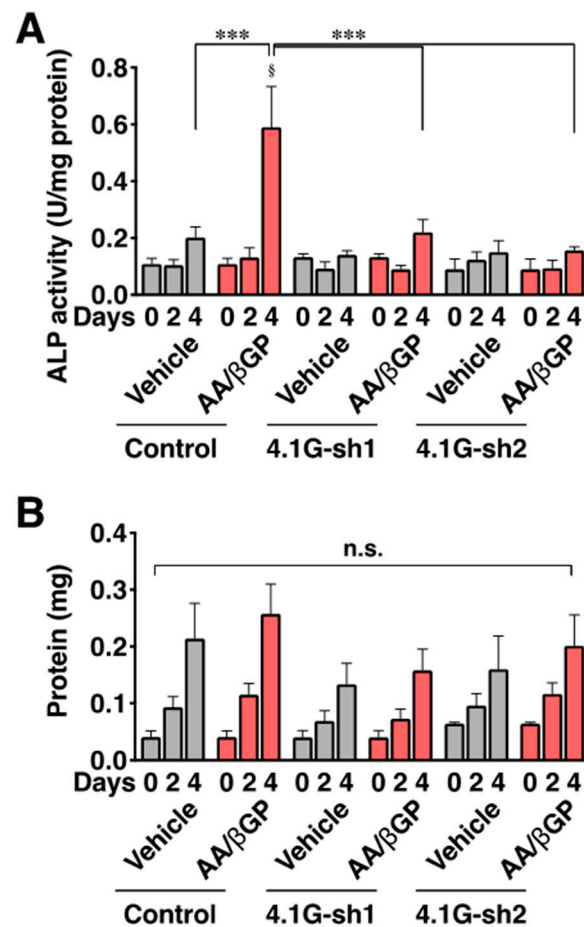 A
*** ***
§
ALP activity (U/mg protein)
0.8
0.6
0.4
0.2
0.0
Days 0 2 4 0 2 4 0 2 4 0 2 4 0 2 4 0 2 4
Vehicle AA/βGP Vehicle AA/βGP Vehicle AA/βGP
Control 4.1G-sh1 4.1G-sh2
B
n.s.
Protein (mg)
0.4
0.3
0.2
0.1
0.0
Days 0 2 4 0 2 4 0 2 4 0 2 4 0 2 4 0 2 4
Vehicle AA/βGP Vehicle AA/βGP Vehicle AA/βGP
Control 4.1G-sh1 4.1G-sh2